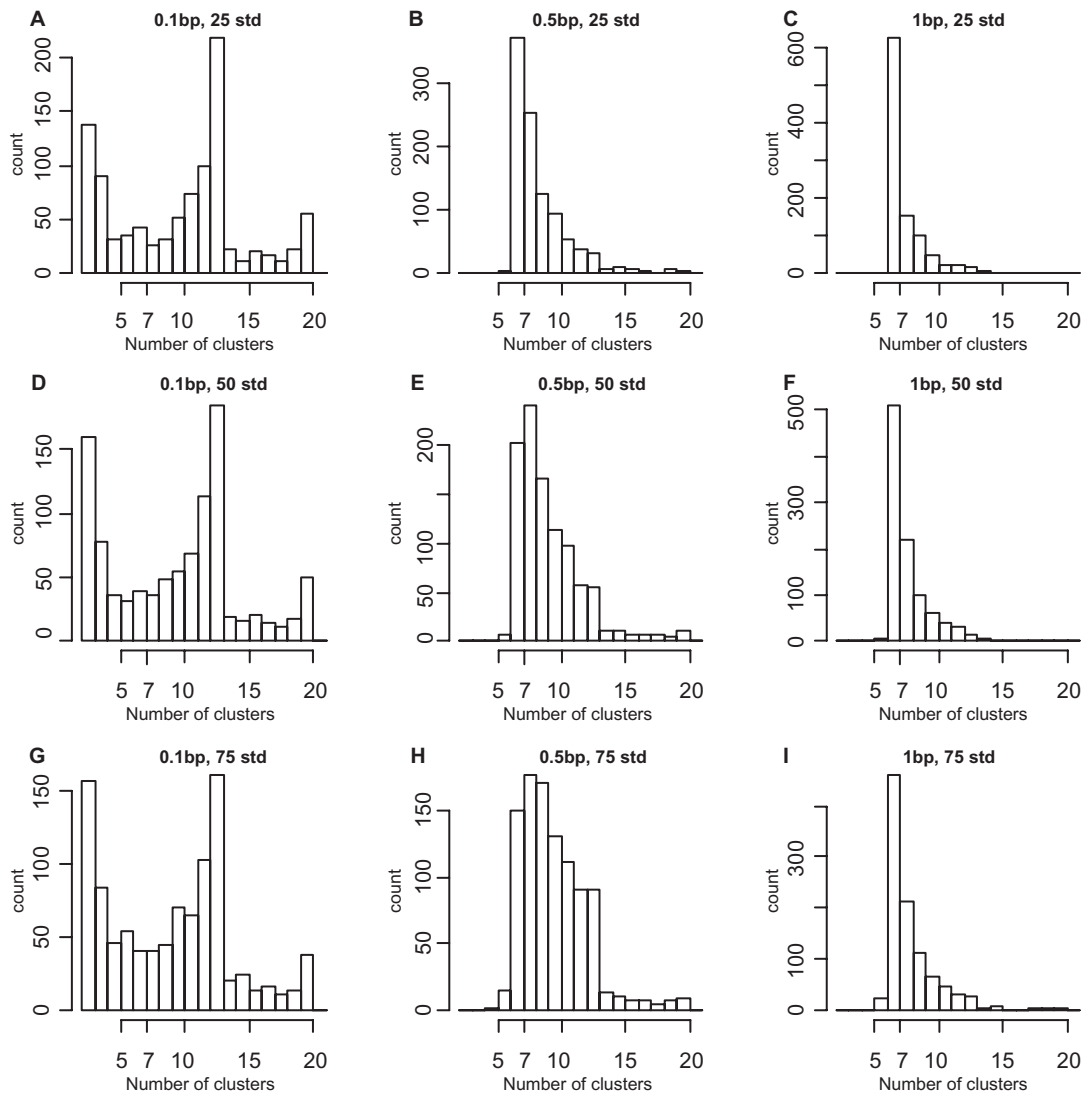 A 0.1bp, 25 std
count
0 50 100 150 200
5 7 10 15 20
Number of clusters
B 0.5bp, 25 std
count
0 100 200 300
5 7 10 15 20
Number of clusters
C 1bp, 25 std
count
0 200 400 600
5 7 10 15 20
Number of clusters
D 0.1bp, 50 std
count
0 50 100 150
5 7 10 15 20
Number of clusters
E 0.5bp, 50 std
count
0 50 100 200
5 7 10 15 20
Number of clusters
F 1bp, 50 std
count
0 100 300 500
5 7 10 15 20
Number of clusters
G 0.1bp, 75 std
count
0 50 100 150
5 7 10 15 20
Number of clusters
H 0.5bp, 75 std
count
0 50 100 150
5 7 10 15 20
Number of clusters
I 1bp, 75 std
count
0 100 300
5 7 10 15 20
Number of clusters